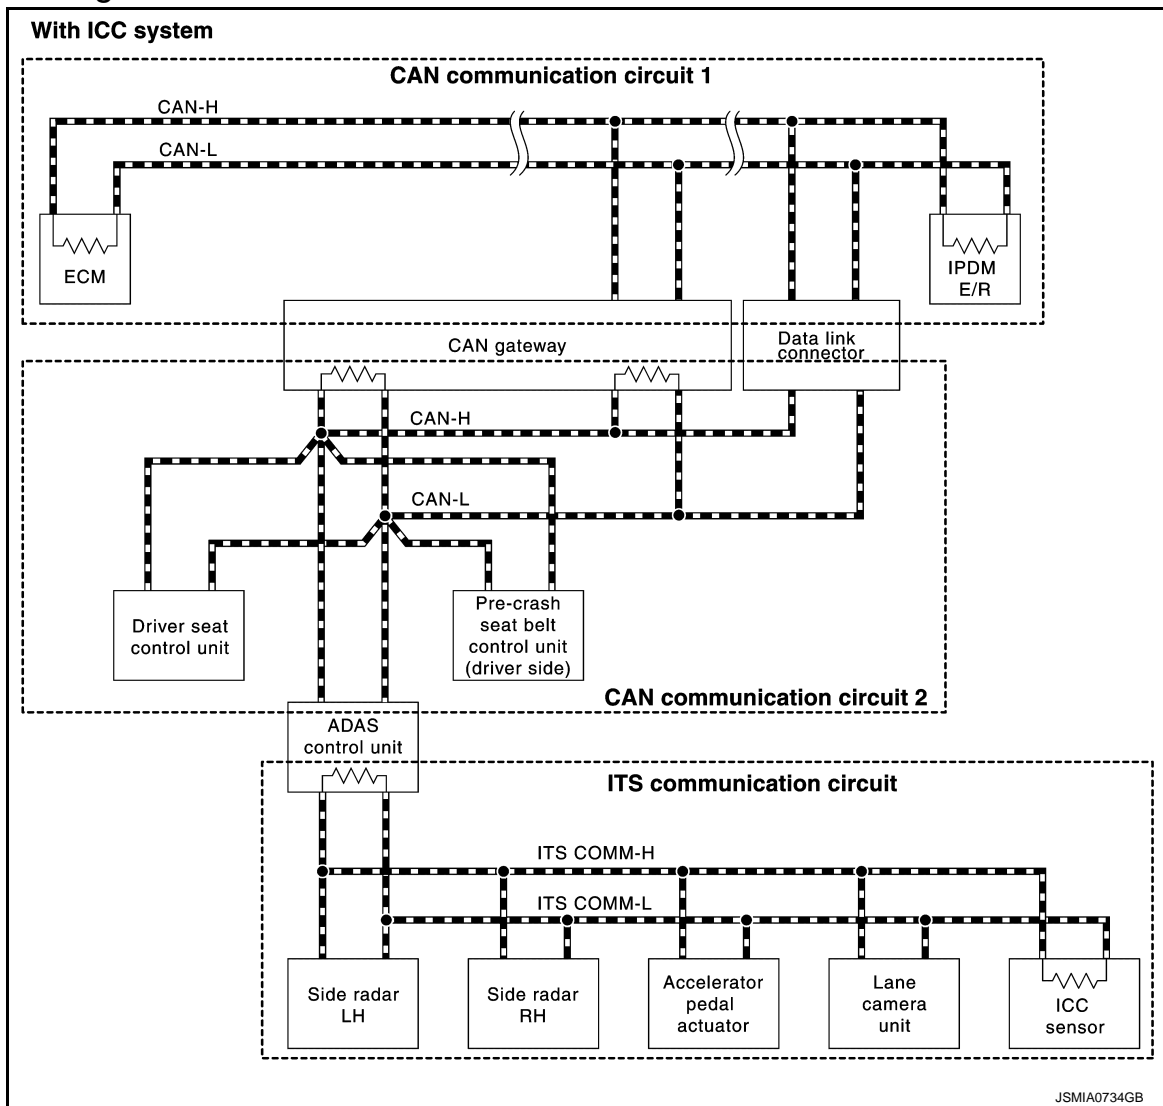 With ICC system
CAN communication circuit 1
CAN-H
CAN-L
ECM
IPDM
E/R
CAN gateway
Data link
connector
CAN-H
CAN-L
Driver seat
control unit
Pre-crash
seat belt
control unit
(driver side)
CAN communication circuit 2
ADAS
control unit
ITS communication circuit
ITS COMM-H
ITS COMM-L
Side radar
LH
Side radar
RH
Accelerator
pedal
actuator
Lane
camera
unit
ICC
sensor
JSMIA0734GB